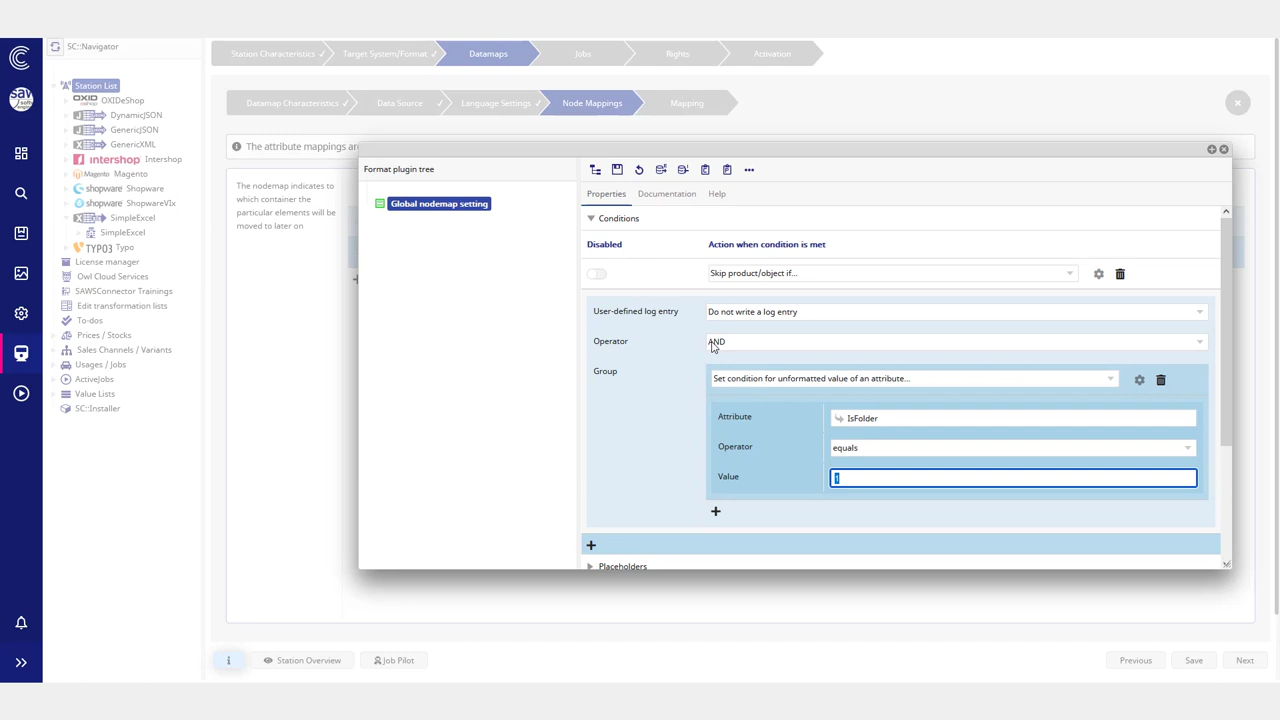 SC::Navigator
Station List
OXID eshop OXIDeShop
DynamicJSON
GenericJSON
GenericXML
intershop Intershop
Magento Magento
shopware Shopware
shopware ShopwareVIx
SimpleExcel
SimpleExcel
TYPO3 Typo
License manager
Owl Cloud Services
SAWSConnector Trainings
Edit transformation lists
To-dos
Prices / Stocks
Sales Channels / Variants
Usages / Jobs
ActiveJobs
Value Lists
SC::Installer
Station Characteristics ✓
Target System/Format ✓
Datamaps
Jobs
Rights
Activation
Datamap Characteristics ✓
Data Source ✓
Language Settings ✓
Node Mappings
Mapping
The attribute mappings are
The nodemap indicates to
which container the
particular elements will be
moved to later on
Format plugin tree
Global nodemap setting
Properties
Documentation
Help
Conditions
Disabled
Action when condition is met
Skip product/object if...
User-defined log entry
Do not write a log entry
Operator
AND
Group
Set condition for unformatted value of an attribute...
Attribute
IsFolder
Operator
equals
Value
1
Placeholders
Station Overview
Job Pilot
Previous
Save
Next